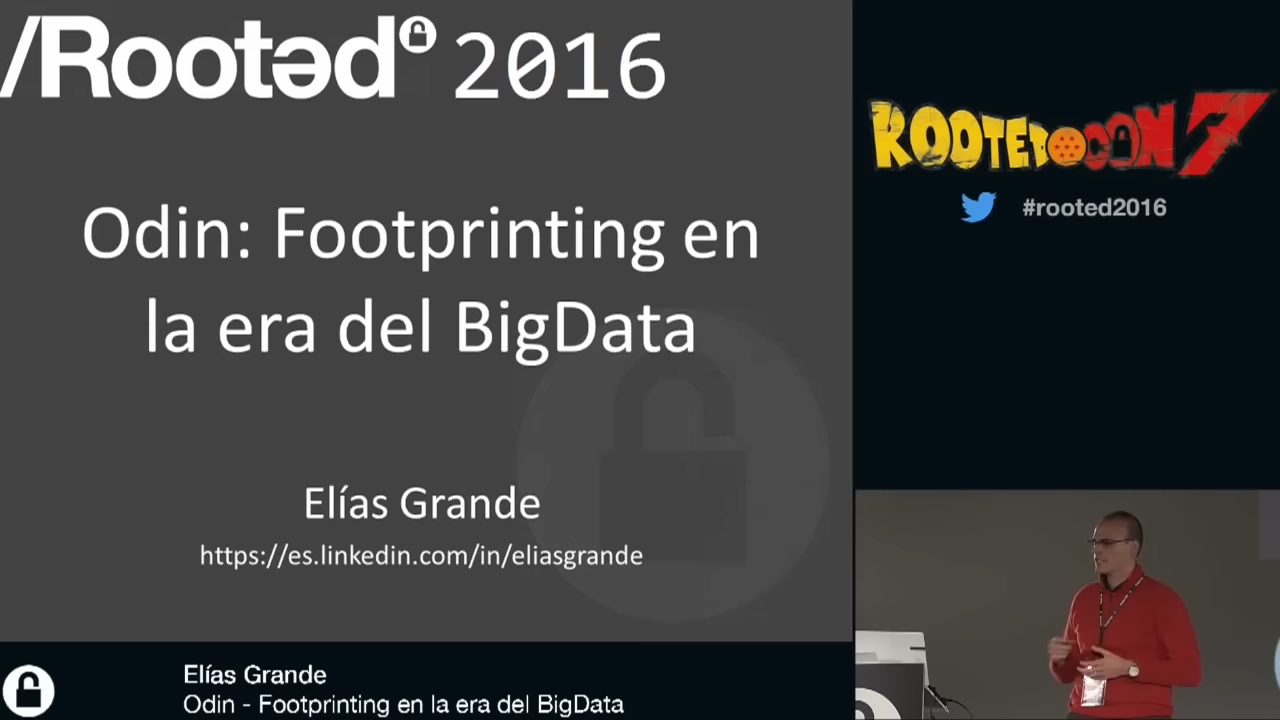 /Rootəd 2016
Odin: Footprinting en
la era del BigData
Elías Grande
https://es.linkedin.com/in/eliasgrande
ROOTEDCON 7
#rooted2016
Elías Grande
Odin - Footprinting en la era del BigData